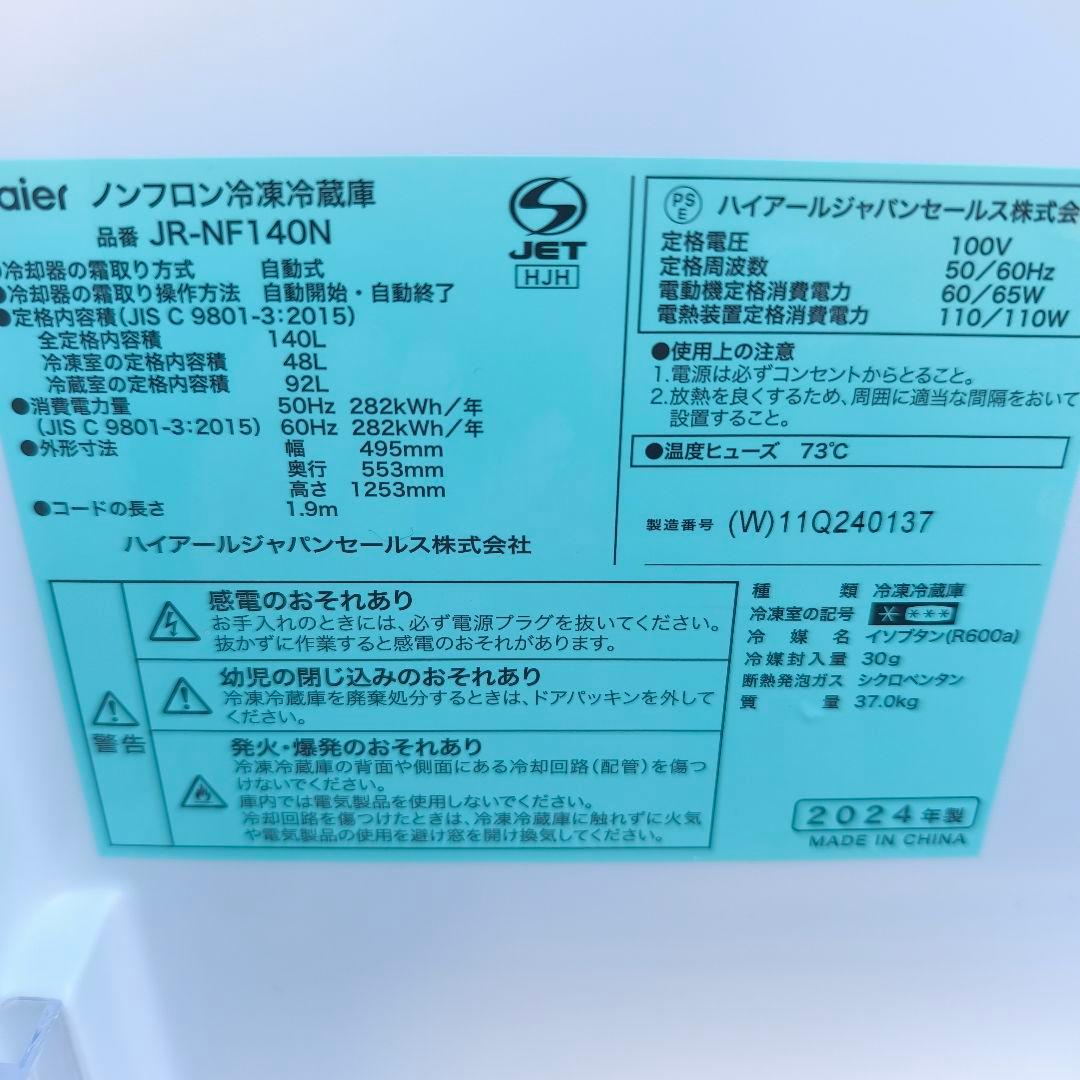 aier ノンフロン冷凍冷蔵庫
品番 JR-NF140N
冷却器の霜取り方式 自動式
●冷却器の霜取り操作方法 自動開始・自動終了
●定格内容積(JIS C 9801-3:2015)
全定格内容積 140L
冷凍室の定格内容積 48L
冷蔵室の定格内容積 92L
●消費電力量 50Hz 282kWh/年
(JIS C 9801-3:2015) 60Hz 282kWh/年
●外形寸法 幅 495mm
奥行 553mm
高さ 1253mm
●コードの長さ 1.9m
ハイアールジャパンセールス株式会社
JET
HJH
PS
E
ハイアールジャパンセールス株式会
定格電圧 100V
定格周波数 50/60Hz
電動機定格消費電力 60/65W
電熱装置定格消費電力 110/110W
●使用上の注意
1.電源は必ずコンセントからとること。
2.放熱を良くするため、周囲に適当な間隔をおいて
設置すること。
●温度ヒューズ 73℃
製造番号 (W)11Q240137
警告
感電のおそれあり
お手入れのときには、必ず電源プラグを抜いてください。
抜かずに作業すると感電のおそれがあります。
幼児の閉じ込みのおそれあり
冷凍冷蔵庫を廃棄処分するときは、ドアパッキンを外して
ください。
発火・爆発のおそれあり
冷凍冷蔵庫の背面や側面にある冷却回路(配管)を傷つ
けないでください。
庫内では電気製品を使用しないでください。
冷却回路を傷つけたときは、冷凍冷蔵庫に触れずに火気
や電気製品の使用を避け窓を開け換気してください。
種類 冷凍冷蔵庫
冷凍室の記号 * ***
冷媒名 イソブタン(R600a)
冷媒封入量 30g
断熱発泡ガス シクロペンタン
質量 37.0kg
2024年製
MADE IN CHINA